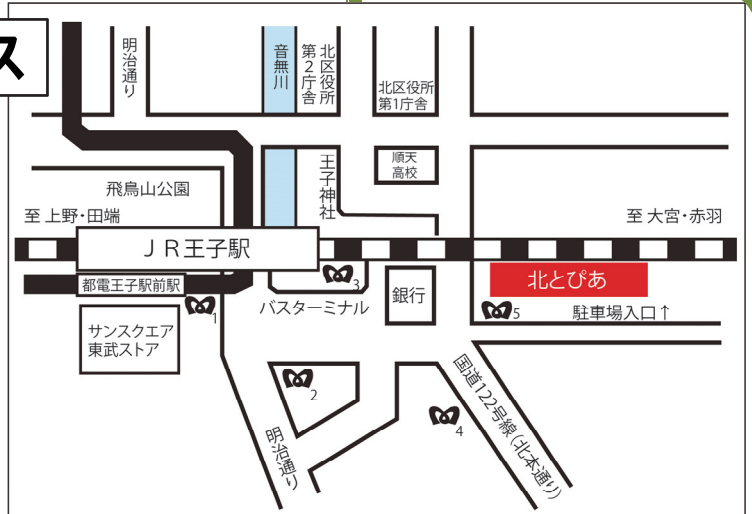 ス
明治通り
音無川
北区役所
第2庁舎
北区役所
第1庁舎
順天
高校
王子神社
飛鳥山公園
至 上野・田端
至 大宮・赤羽
JR王子駅
都電王子駅前駅
3
北とぴあ
銀行
バスターミナル
1
5
駐車場入口↑
サンスクエア
東武ストア
2
4
国道122号線(北本通り)
明治通り